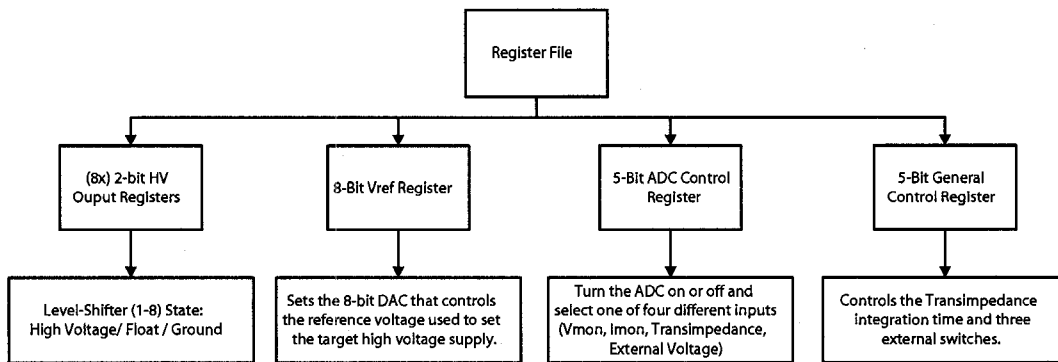 Register File
(8x) 2-bit HV
Ouput Registers
8-Bit Vref Register
5-Bit ADC Control
Register
5-Bit General
Control Register
Level-Shifter (1-8) State:
High Voltage/ Float / Ground
Sets the 8-bit DAC that controls
the reference voltage used to set
the target high voltage supply.
Turn the ADC on or off and
select one of four different inputs
(Vmon, Imon, Transimpedance,
External Voltage)
Controls the Transimpedance
integration time and three
external switches.